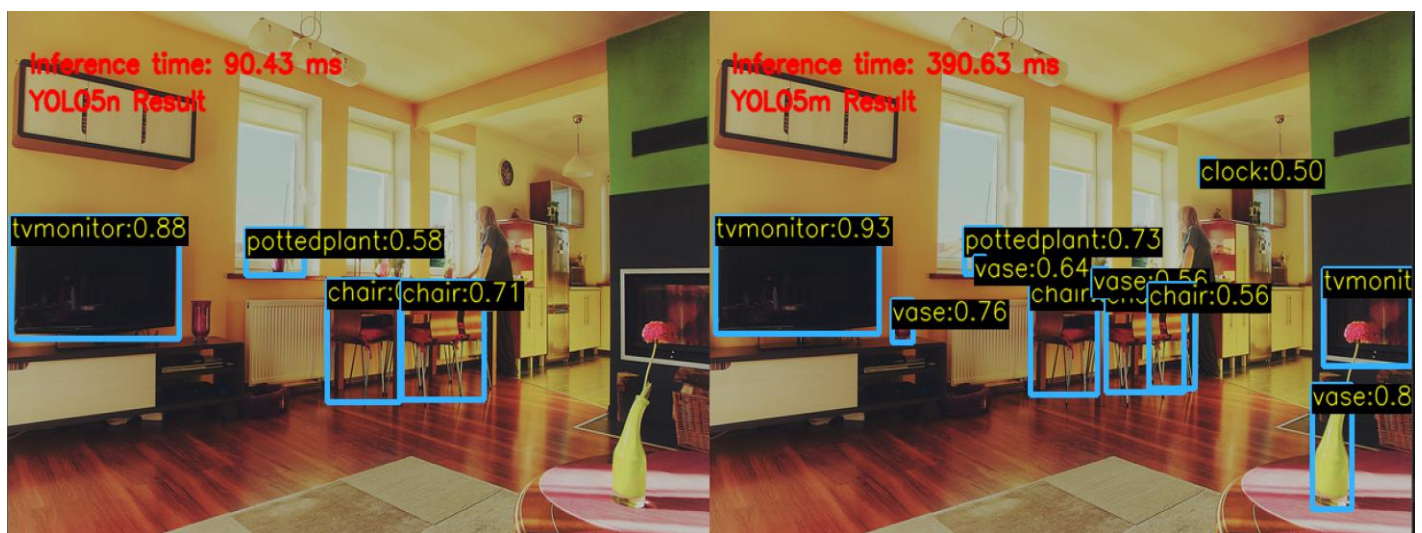 Inference time: 90.43 ms
YOLO5n Result
tvmonitor:0.88
pottedplant:0.58
chair:
chair:0.71
Inference time: 390.63 ms
YOLO5m Result
clock:0.50
tvmonitor:0.93
pottedplant:0.73
vase:0.64
vase:0.56
chair
chair:0.56
tvmonit
vase:0.76
vase:0.8